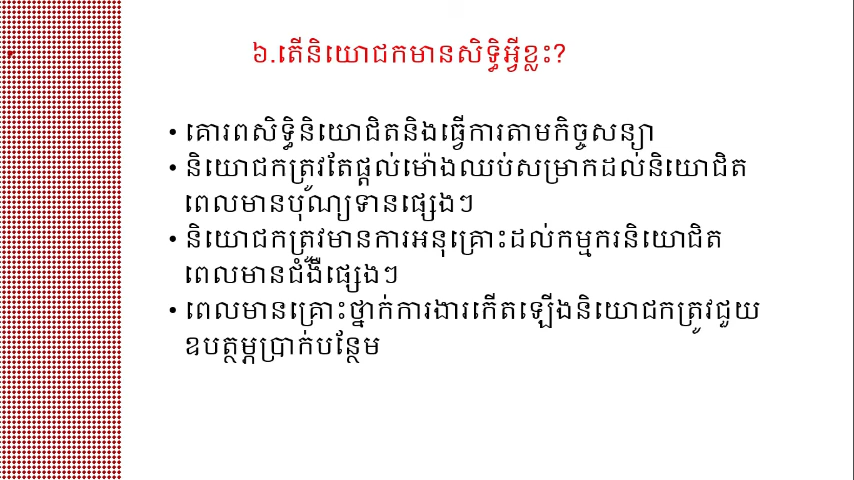 ៦.តើនិយោជកមានសិទ្ធិអ្វីខ្លះ?
• គោរពសិទ្ធិនិយោជិតនិងធ្វើការតាមកិច្ចសន្យា
• និយោជកត្រូវតែផ្តល់ម៉ោងឈប់សម្រាកដល់និយោជិត
ពេលមានបុណ្យទានផ្សេងៗ
• និយោជកត្រូវមានការអនុគ្រោះដល់កម្មករនិយោជិត
ពេលមានជំងឺផ្សេងៗ
• ពេលមានគ្រោះថ្នាក់ការងារកើតឡើងនិយោជកត្រូវជួយ
ឧបត្ថម្ភប្រាក់បន្ថែម